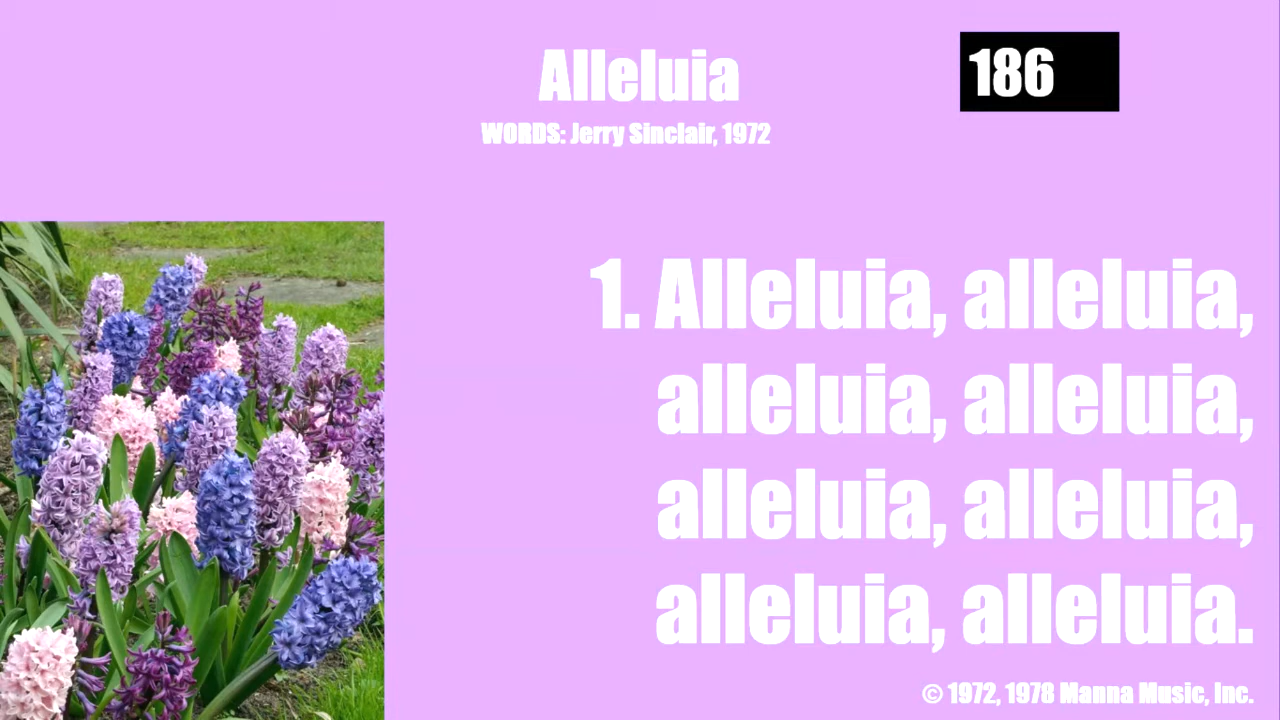 Alleluia
186
WORDS: Jerry Sinclair, 1972
1. Alleluia, alleluia,
alleluia, alleluia,
alleluia, alleluia,
alleluia, alleluia.
© 1972, 1978 Manna Music, Inc.